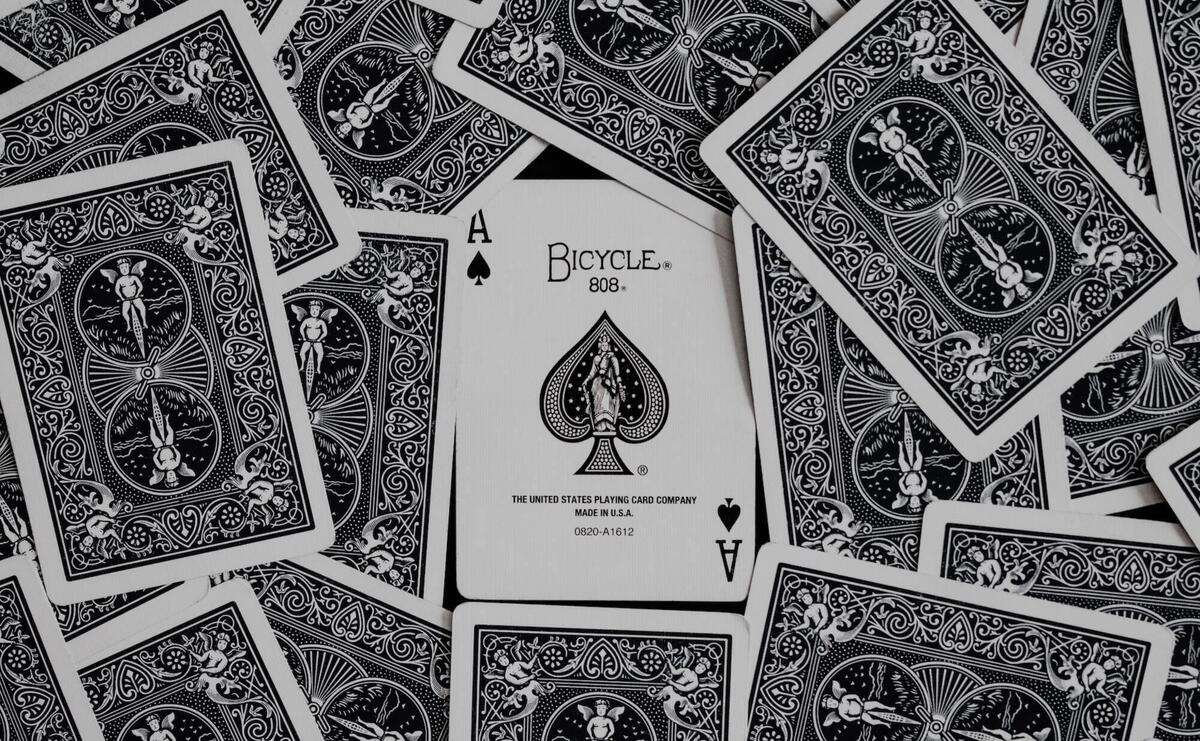 A
BICYCLE®
808®
®
THE UNITED STATES PLAYING CARD COMPANY
MADE IN U.S.A.
0820-A1612
A